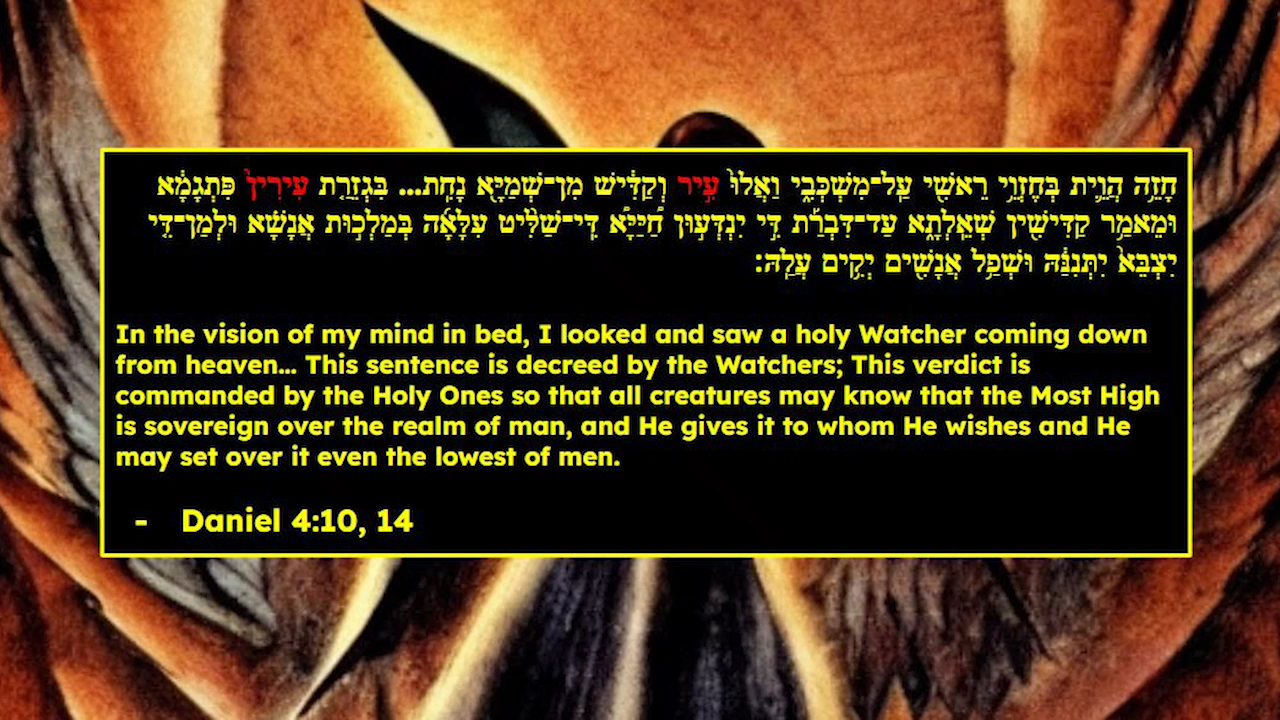 חָזֵ֥ה הֲוֵ֛ית בְּחֶזְוֵ֥י רֵאשִׁ֖י עַֽל־מִשְׁכְּבִ֑י וַאֲלוּ֙ עִ֣יר וְקַדִּ֔ישׁ מִן־שְׁמַיָּ֖א נָחִֽת... בִּגְזֵרַ֤ת עִירִין֙ פִּתְגָמָ֔א
וּמֵאמַ֥ר קַדִּישִׁ֖ין שְׁאֵֽלְתָ֑א עַד־דִּבְרַ֡ת דִּ֣י יִנְדְּע֣וּן חַ֠יַּיָּ֠א דִּֽי־שַׁלִּ֨יט עִלָּאָ֜ה בְּמַלְכ֣וּת אֲנָשָׁ֗א וּלְמַן־דִּ֤י
יִצְבֵּא֙ יִתְּנִנַּ֔הּ וּשְׁפַ֥ל אֲנָשִׁ֖ים יְקִ֥ים עֲלַֽהּ׃
In the vision of my mind in bed, I looked and saw a holy Watcher coming down
from heaven... This sentence is decreed by the Watchers; This verdict is
commanded by the Holy Ones so that all creatures may know that the Most High
is sovereign over the realm of man, and He gives it to whom He wishes and He
may set over it even the lowest of men.
- Daniel 4:10, 14